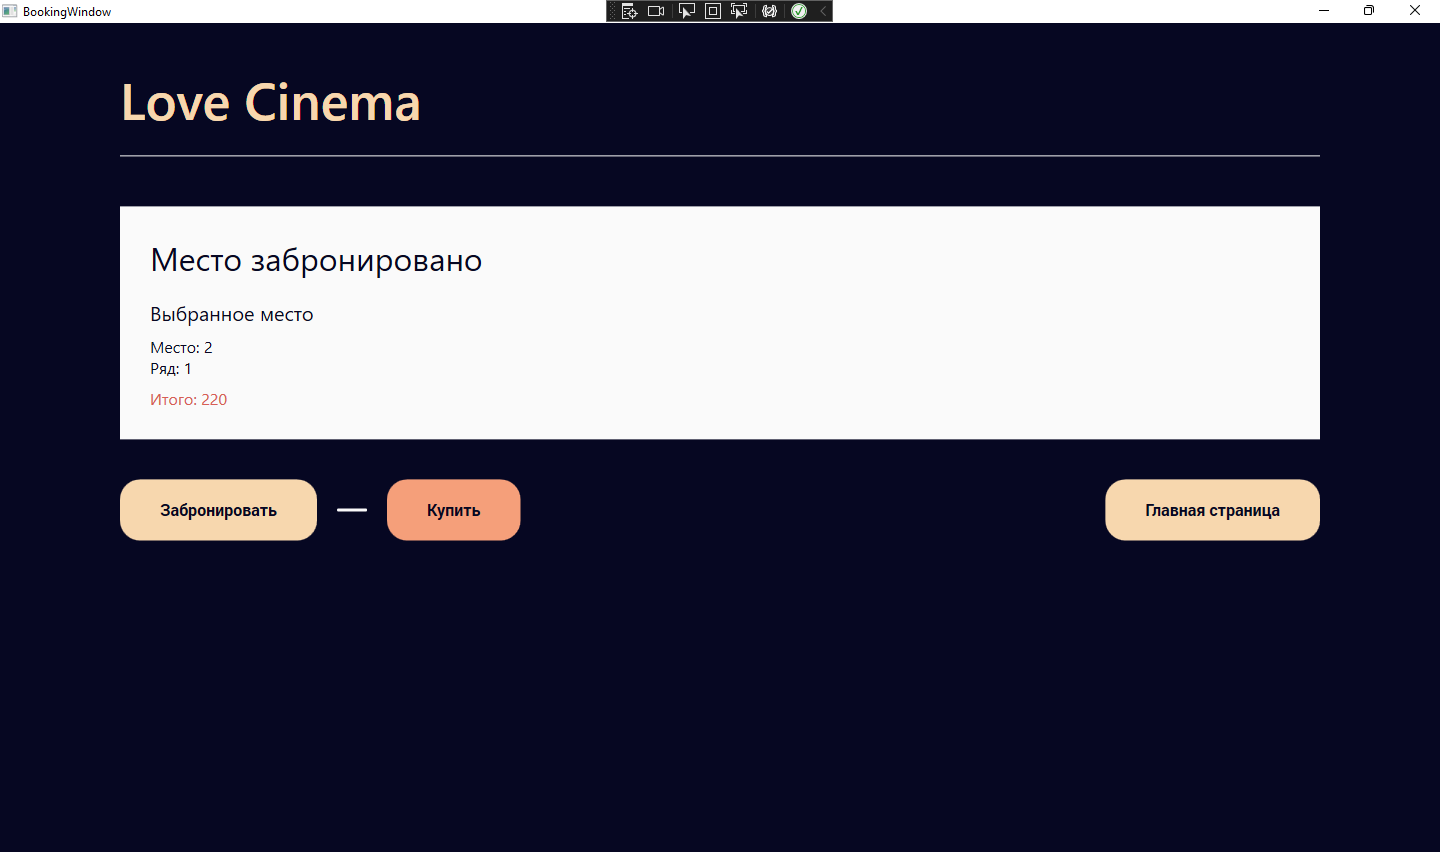 BookingWindow
Love Cinema
Место забронировано
Выбранное место
Место: 2
Ряд: 1
Итого: 220
Забронировать
Купить
Главная страница